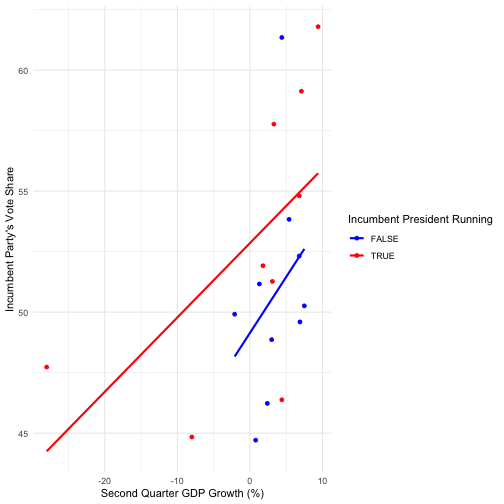 60
55
50
45
Incumbent Party's Vote Share
-20 -10 0 10
Second Quarter GDP Growth (%)
Incumbent President Running
FALSE
TRUE